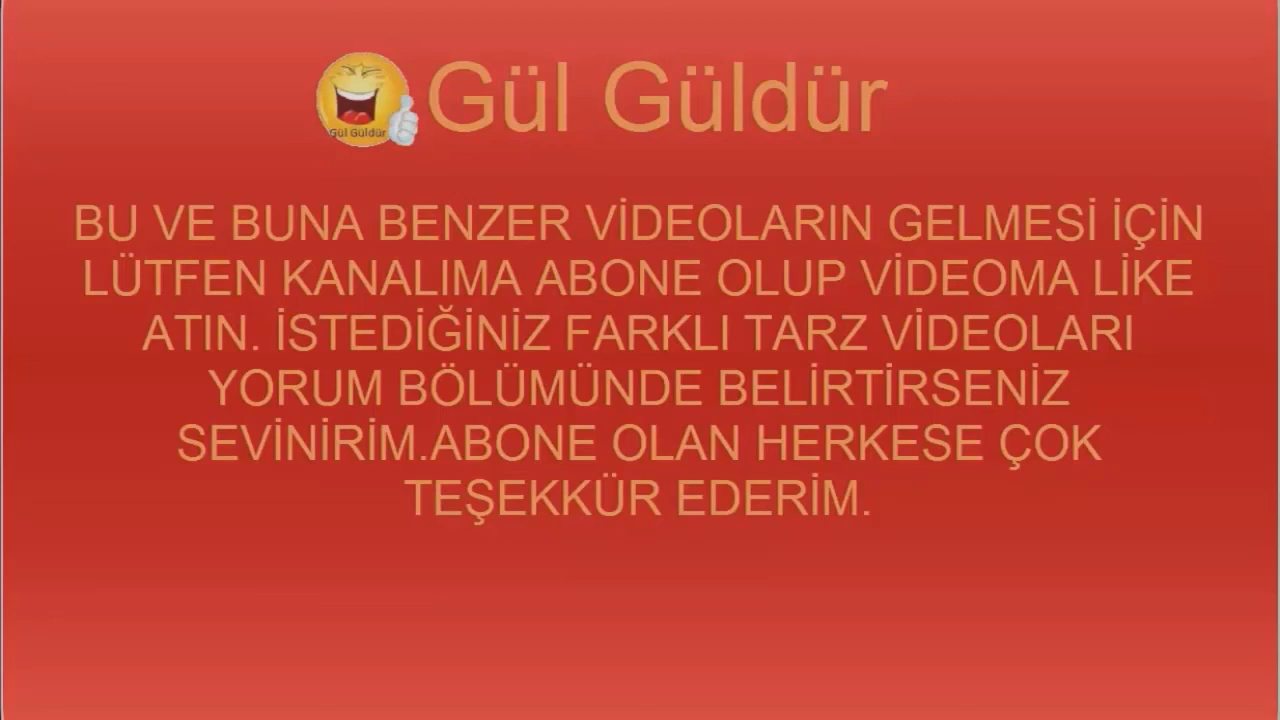 Gül Güldür
Gül Güldür
BU VE BUNA BENZER VİDEOLARIN GELMESİ İÇİN
LÜTFEN KANALIMA ABONE OLUP VİDEOMA LİKE
ATIN. İSTEDİĞİNİZ FARKLI TARZ VİDEOLARI
YORUM BÖLÜMÜNDE BELİRTİRSENİZ
SEVİNİRİM.ABONE OLAN HERKESE ÇOK
TEŞEKKÜR EDERİM.